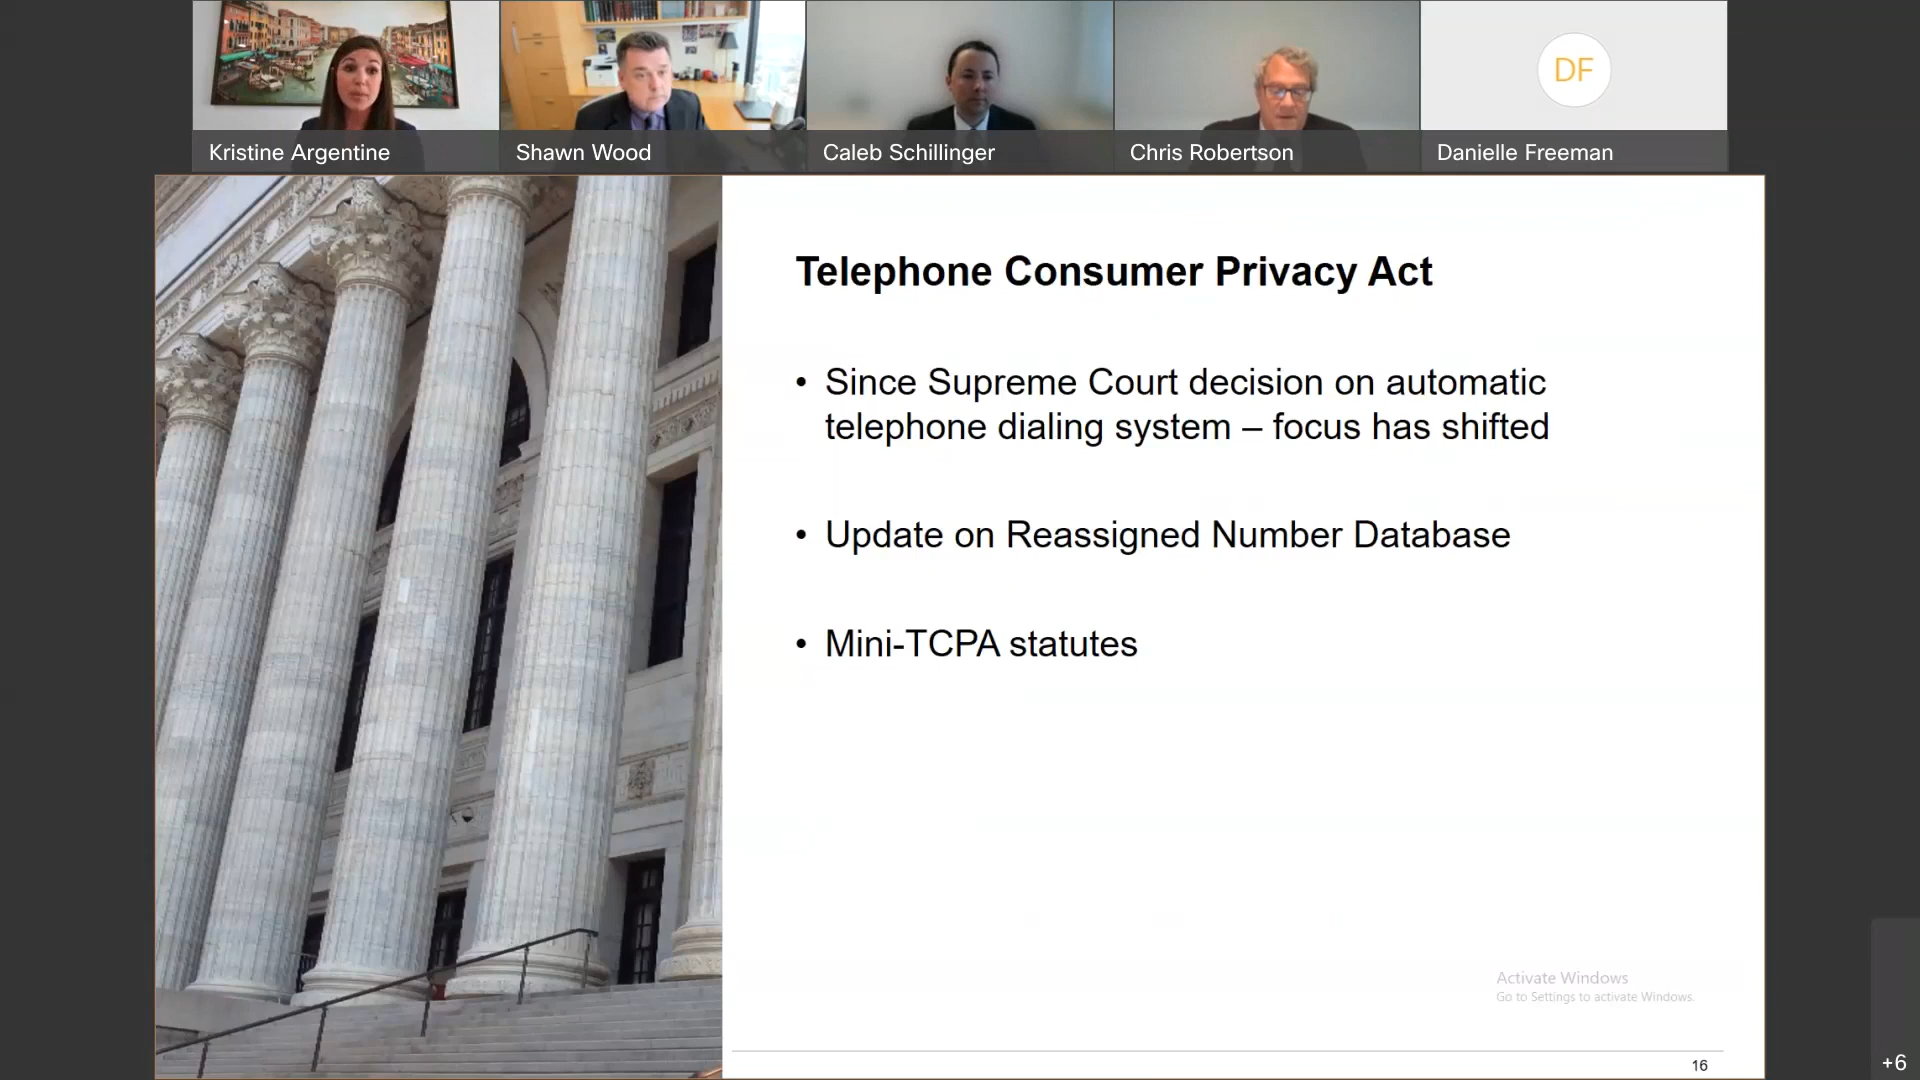 Kristine Argentine
Shawn Wood
Caleb Schillinger
Chris Robertson
DF
Danielle Freeman
Telephone Consumer Privacy Act
• Since Supreme Court decision on automatic
telephone dialing system – focus has shifted
• Update on Reassigned Number Database
• Mini-TCPA statutes
Activate Windows
Go to Settings to activate Windows.
16
+6